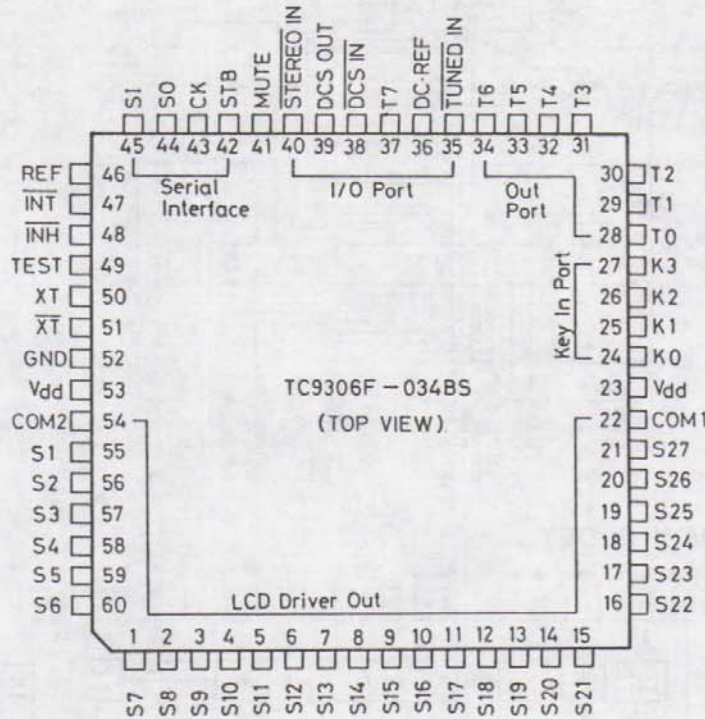 SI SO CK STB MUTE STEREO IN DCS OUT DCS IN T7 DC-REF TUNED IN T6 T5 T4 T3
45 44 43 42 41 40 39 38 37 36 35 34 33 32 31
Serial
Interface
I/O Port
Out
Port
REF 46
INT 47
INH 48
TEST 49
XT 50
XT 51
GND 52
Vdd 53
COM2 54
S1 55
S2 56
S3 57
S4 58
S5 59
S6 60
30 T2
29 T1
28 T0
27 K3
26 K2
25 K1
24 K0
Key In Port
23 Vdd
22 COM1
21 S27
20 S26
19 S25
18 S24
17 S23
16 S22
TC9306F-034BS
(TOP VIEW)
LCD Driver Out
1 2 3 4 5 6 7 8 9 10 11 12 13 14 15
S7 S8 S9 S10 S11 S12 S13 S14 S15 S16 S17 S18 S19 S20 S21